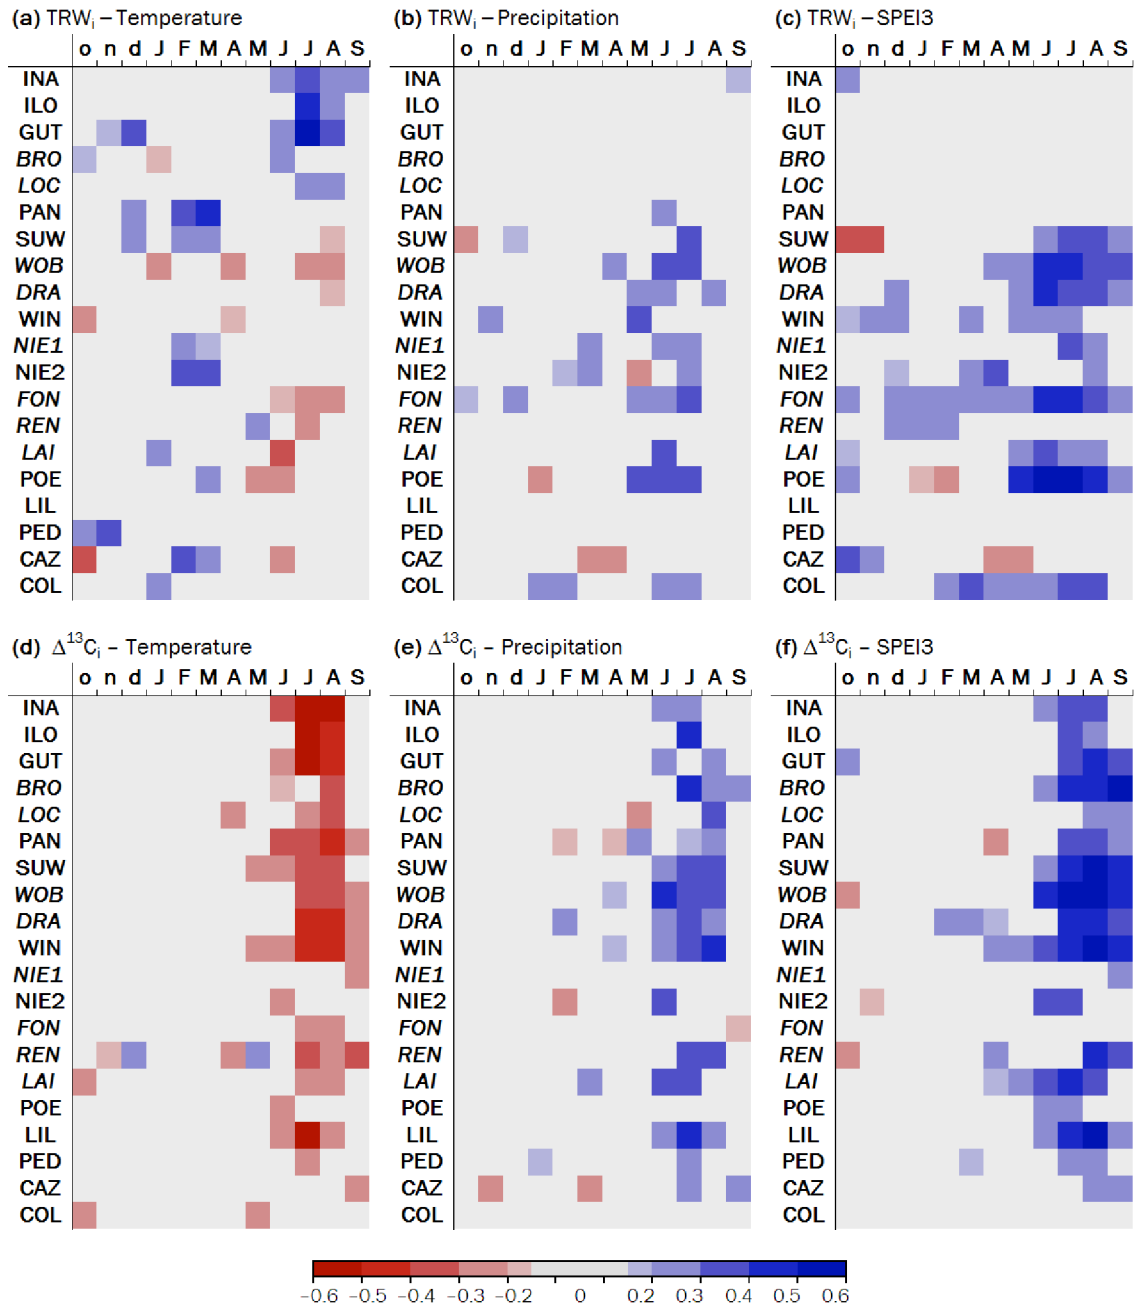 (a) TRWi – Temperature (b) TRWi – Precipitation (c) TRWi – SPEI3
o n d J F M A M J J A S o n d J F M A M J J A S o n d J F M A M J J A S
INA INA INA
ILO ILO ILO
GUT GUT GUT
BRO BRO BRO
LOC LOC LOC
PAN PAN PAN
SUW SUW SUW
WOB WOB WOB
DRA DRA DRA
WIN WIN WIN
NIE1 NIE1 NIE1
NIE2 NIE2 NIE2
FON FON FON
REN REN REN
LAI LAI LAI
POE POE POE
LIL LIL LIL
PED PED PED
CAZ CAZ CAZ
COL COL COL
(d) Δ13Ci – Temperature (e) Δ13Ci – Precipitation (f) Δ13Ci – SPEI3
o n d J F M A M J J A S o n d J F M A M J J A S o n d J F M A M J J A S
INA INA INA
ILO ILO ILO
GUT GUT GUT
BRO BRO BRO
LOC LOC LOC
PAN PAN PAN
SUW SUW SUW
WOB WOB WOB
DRA DRA DRA
WIN WIN WIN
NIE1 NIE1 NIE1
NIE2 NIE2 NIE2
FON FON FON
REN REN REN
LAI LAI LAI
POE POE POE
LIL LIL LIL
PED PED PED
CAZ CAZ CAZ
COL COL COL
−0.6 −0.5 −0.4 −0.3 −0.2 0 0.2 0.3 0.4 0.5 0.6